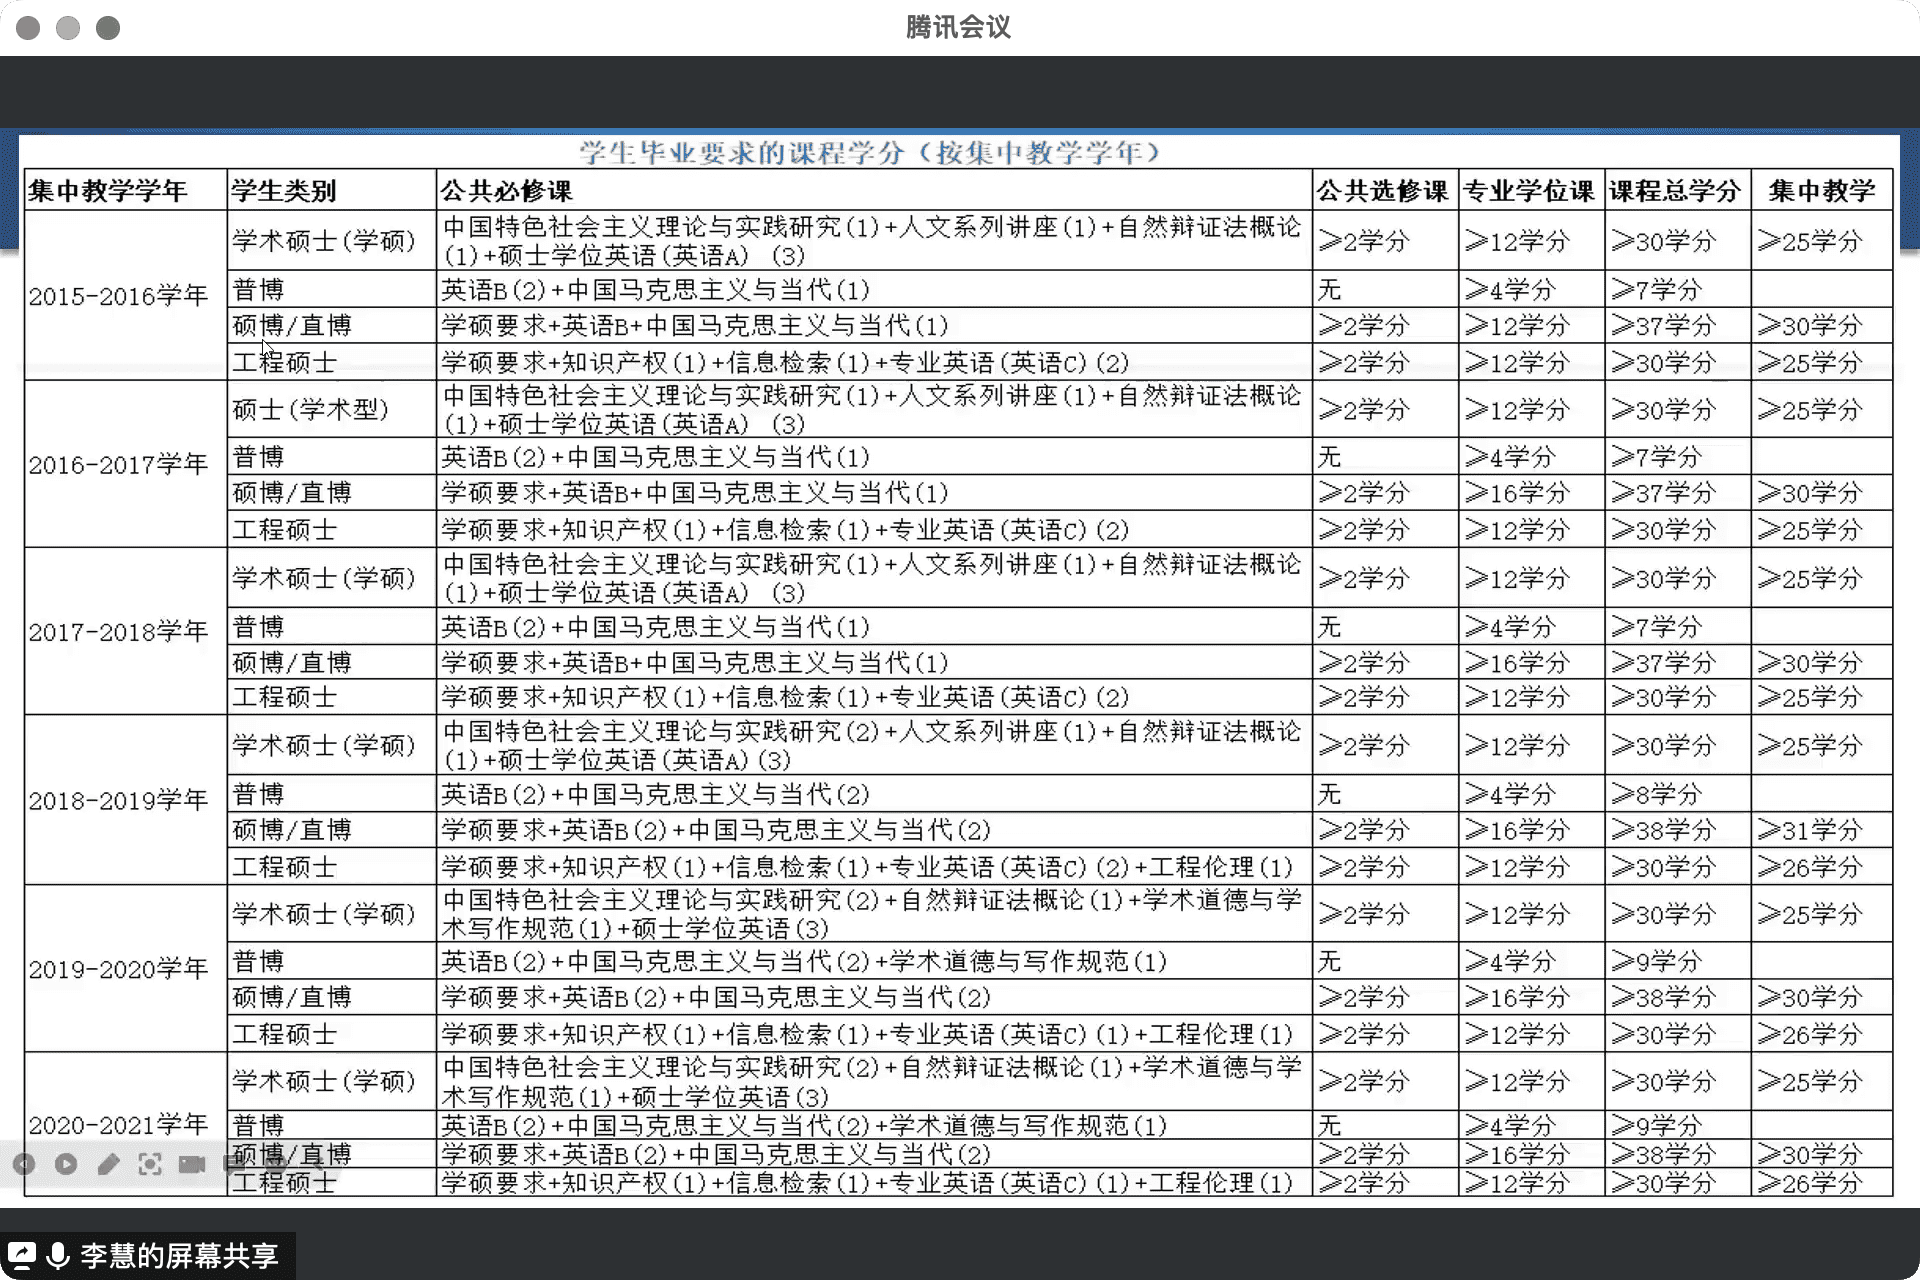 腾讯会议
学生毕业要求的课程学分（按集中教学学年）
集中教学学年 学生类别 公共必修课 公共选修课 专业学位课 课程总学分 集中教学
2015-2016学年
学术硕士(学硕) 中国特色社会主义理论与实践研究(1)+人文系列讲座(1)+自然辩证法概论
(1)+硕士学位英语(英语A) (3) ≥2学分 ≥12学分 ≥30学分 ≥25学分
普博 英语B(2)+中国马克思主义与当代(1) 无 ≥4学分 ≥7学分
硕博/直博 学硕要求+英语B+中国马克思主义与当代(1) ≥2学分 ≥12学分 ≥37学分 ≥30学分
工程硕士 学硕要求+知识产权(1)+信息检索(1)+专业英语(英语C)(2) ≥2学分 ≥12学分 ≥30学分 ≥25学分
2016-2017学年
硕士(学术型) 中国特色社会主义理论与实践研究(1)+人文系列讲座(1)+自然辩证法概论
(1)+硕士学位英语(英语A) (3) ≥2学分 ≥12学分 ≥30学分 ≥25学分
普博 英语B(2)+中国马克思主义与当代(1) 无 ≥4学分 ≥7学分
硕博/直博 学硕要求+英语B+中国马克思主义与当代(1) ≥2学分 ≥16学分 ≥37学分 ≥30学分
工程硕士 学硕要求+知识产权(1)+信息检索(1)+专业英语(英语C)(2) ≥2学分 ≥12学分 ≥30学分 ≥25学分
2017-2018学年
学术硕士(学硕) 中国特色社会主义理论与实践研究(1)+人文系列讲座(1)+自然辩证法概论
(1)+硕士学位英语(英语A) (3) ≥2学分 ≥12学分 ≥30学分 ≥25学分
普博 英语B(2)+中国马克思主义与当代(1) 无 ≥4学分 ≥7学分
硕博/直博 学硕要求+英语B+中国马克思主义与当代(1) ≥2学分 ≥16学分 ≥37学分 ≥30学分
工程硕士 学硕要求+知识产权(1)+信息检索(1)+专业英语(英语C)(2) ≥2学分 ≥12学分 ≥30学分 ≥25学分
2018-2019学年
学术硕士(学硕) 中国特色社会主义理论与实践研究(2)+人文系列讲座(1)+自然辩证法概论
(1)+硕士学位英语(英语A)(3) ≥2学分 ≥12学分 ≥30学分 ≥25学分
普博 英语B(2)+中国马克思主义与当代(2) 无 ≥4学分 ≥8学分
硕博/直博 学硕要求+英语B(2)+中国马克思主义与当代(2) ≥2学分 ≥16学分 ≥38学分 ≥31学分
工程硕士 学硕要求+知识产权(1)+信息检索(1)+专业英语(英语C)(2)+工程伦理(1) ≥2学分 ≥12学分 ≥30学分 ≥26学分
2019-2020学年
学术硕士(学硕) 中国特色社会主义理论与实践研究(2)+自然辩证法概论(1)+学术道德与学
术写作规范(1)+硕士学位英语(3) ≥2学分 ≥12学分 ≥30学分 ≥25学分
普博 英语B(2)+中国马克思主义与当代(2)+学术道德与写作规范(1) 无 ≥4学分 ≥9学分
硕博/直博 学硕要求+英语B(2)+中国马克思主义与当代(2) ≥2学分 ≥16学分 ≥38学分 ≥30学分
工程硕士 学硕要求+知识产权(1)+信息检索(1)+专业英语(英语C)(1)+工程伦理(1) ≥2学分 ≥12学分 ≥30学分 ≥26学分
2020-2021学年
学术硕士(学硕) 中国特色社会主义理论与实践研究(2)+自然辩证法概论(1)+学术道德与学
术写作规范(1)+硕士学位英语(3) ≥2学分 ≥12学分 ≥30学分 ≥25学分
普博 英语B(2)+中国马克思主义与当代(2)+学术道德与写作规范(1) 无 ≥4学分 ≥9学分
硕博/直博 学硕要求+英语B(2)+中国马克思主义与当代(2) ≥2学分 ≥16学分 ≥38学分 ≥30学分
工程硕士 学硕要求+知识产权(1)+信息检索(1)+专业英语(英语C)(1)+工程伦理(1) ≥2学分 ≥12学分 ≥30学分 ≥26学分
李慧的屏幕共享